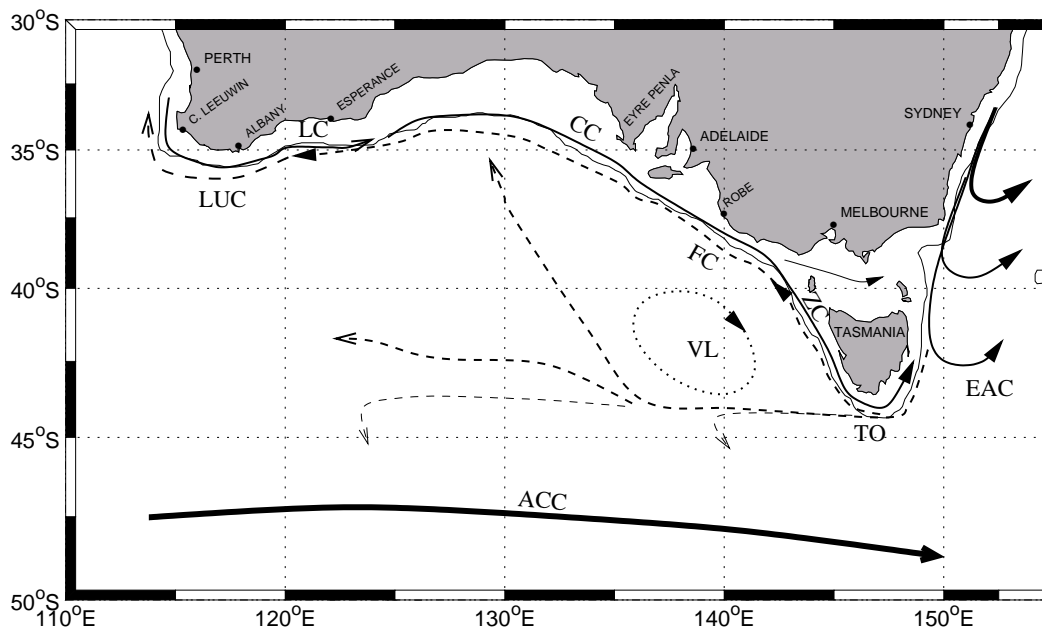 30°S
PERTH
C. LEEUWIN
ALBANY
ESPERANCE
EYRE PENLA
ADELAIDE
ROBE
MELBOURNE
SYDNEY
LC
CC
35°S
LUC
FC
ZC
40°S
TASMANIA
VL
EAC
TO
45°S
ACC
50°S
110°E 120°E 130°E 140°E 150°E